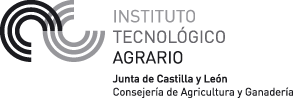 INSTITUTO
TECNOLÓGICO
AGRARIO
Junta de Castilla y León
Consejería de Agricultura y Ganadería